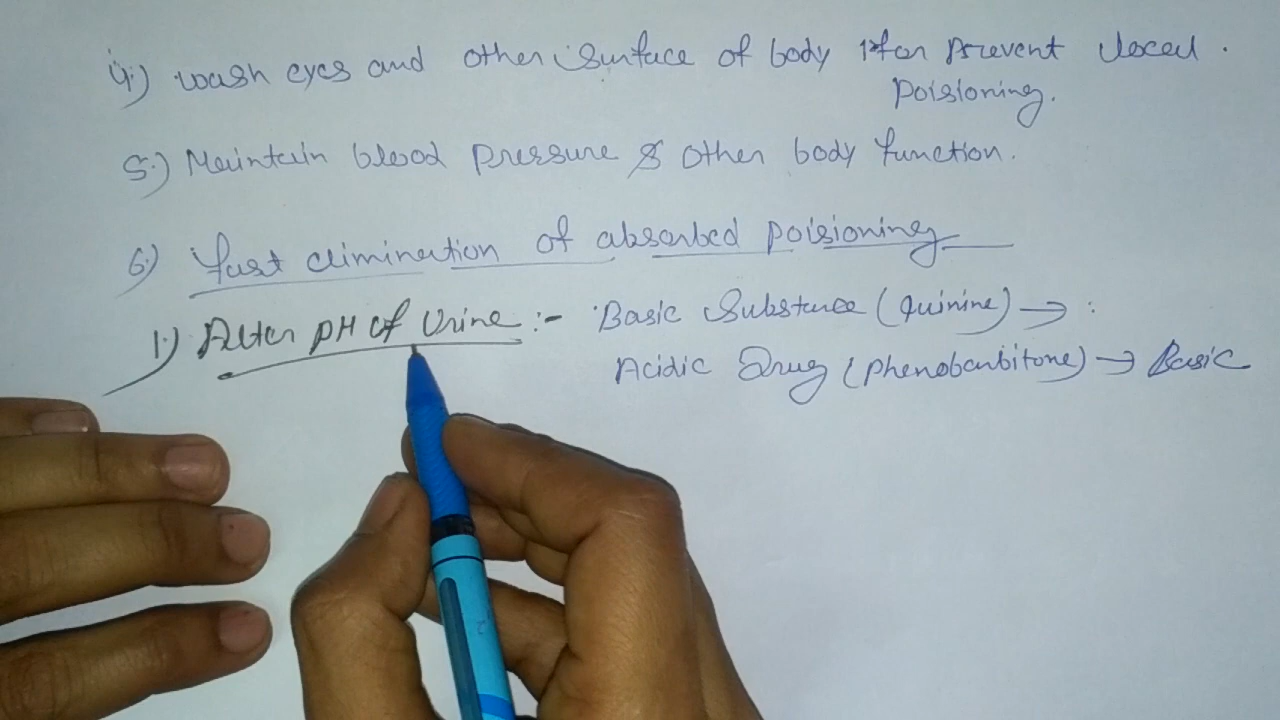 4.) Wash eyes and other surface of body for prevent local.
poisioning.
5.) Maintain blood pressure & other body function.
6.) fast elimination of absorbed poisioning
1.) Alter pH of Urine :- Basic Substance (quinine) → :
Acidic Drug (phenobarbitone) → Basic